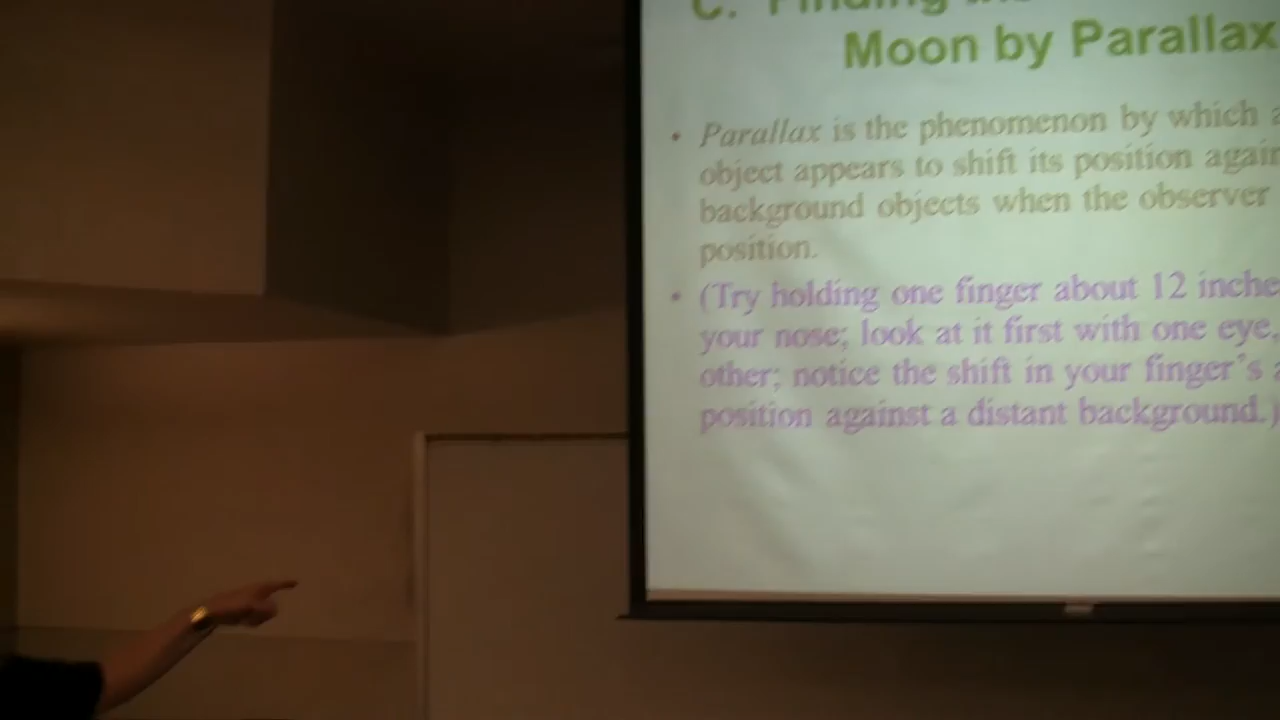 C. Finding the
Moon by Parallax
• Parallax is the phenomenon by which
object appears to shift its position
background objects when the observer
position.
• (Try holding one finger about 12
your nose; look at it first with one eye,
other; notice the shift in your finger's
position against a distant background.)